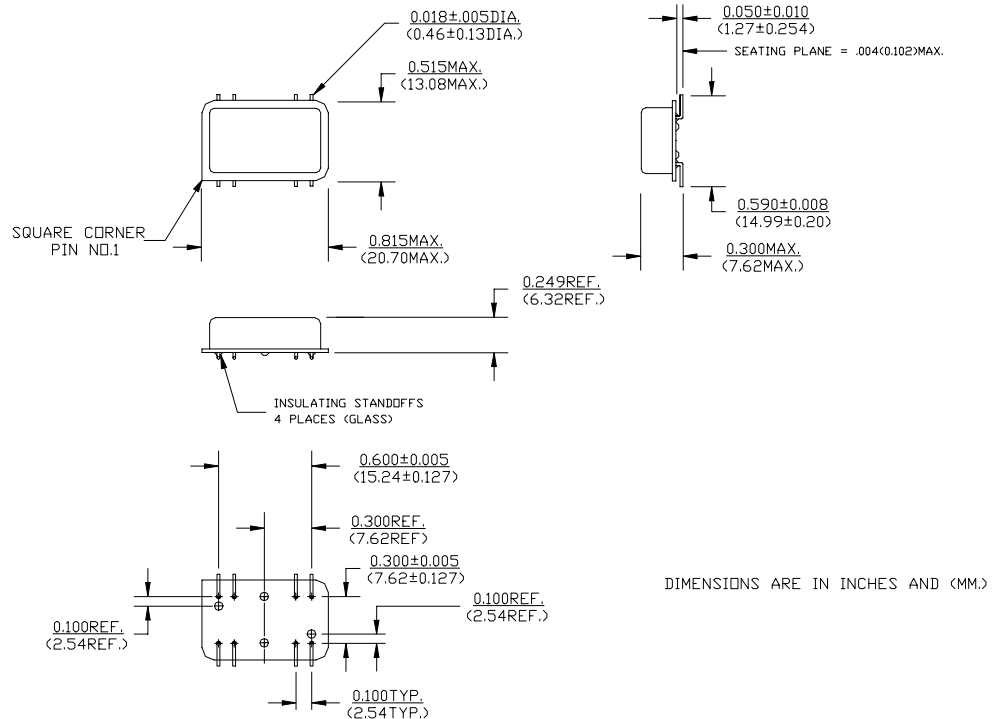 0.018±.005DIA.
(0.46±0.13DIA.)
0.515MAX.
(13.08MAX.)
SQUARE CORNER
PIN NO.1
0.815MAX.
(20.70MAX.)
0.050±0.010
(1.27±0.254)
SEATING PLANE = .004(0.102)MAX.
0.590±0.008
(14.99±0.20)
0.300MAX.
(7.62MAX.)
0.249REF.
(6.32REF.)
INSULATING STANDOFFS
4 PLACES (GLASS)
0.600±0.005
(15.24±0.127)
0.300REF.
(7.62REF)
0.300±0.005
(7.62±0.127)
0.100REF.
(2.54REF.)
0.100REF.
(2.54REF.)
0.100TYP.
(2.54TYP.)
DIMENSIONS ARE IN INCHES AND (MM.)